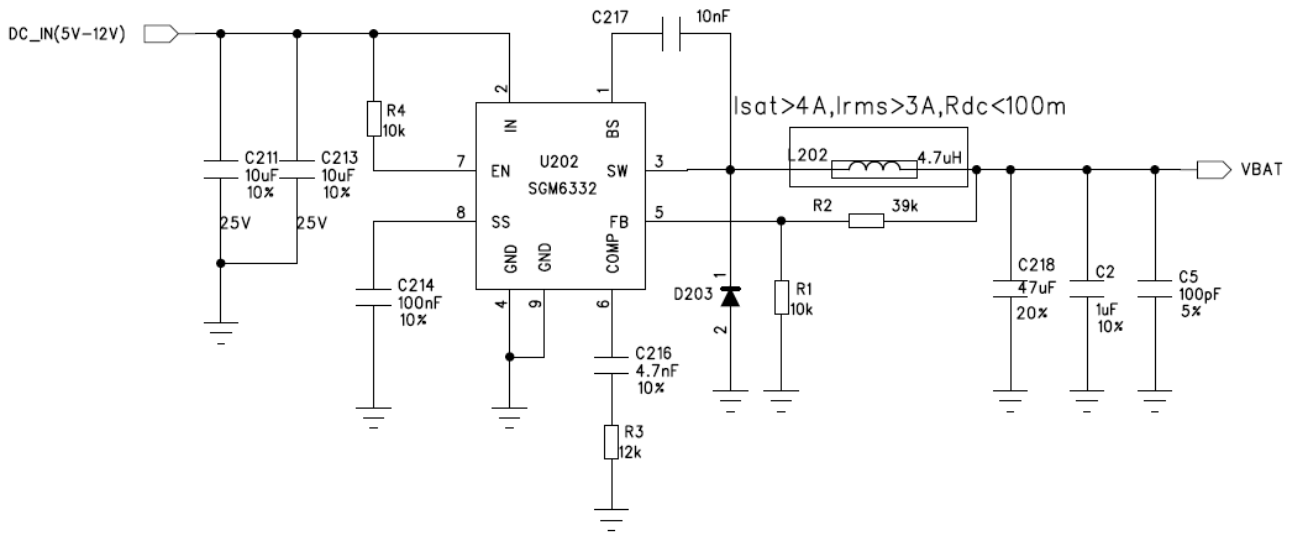 C217
10nF
DC_IN(5V-12V)
2
1
Isat>4A,Irms>3A,Rdc<100m
R4
10k
IN
BS
C211
10uF
10%
C213
10uF
10%
7
EN
U202
SGM6332
SW
3
L202
4.7uH
VBAT
25V
25V
8
SS
FB
5
R2
39k
GND
GND
COMP
C214
100nF
10%
4
9
6
D203
1
2
R1
10k
C218
47uF
20%
C2
1uF
10%
C5
100pF
5%
C216
4.7nF
10%
R3
12k